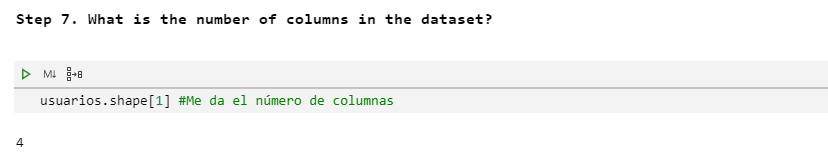 Step 7. What is the number of columns in the dataset?
M↓
usuarios.shape[1] #Me da el número de columnas
4